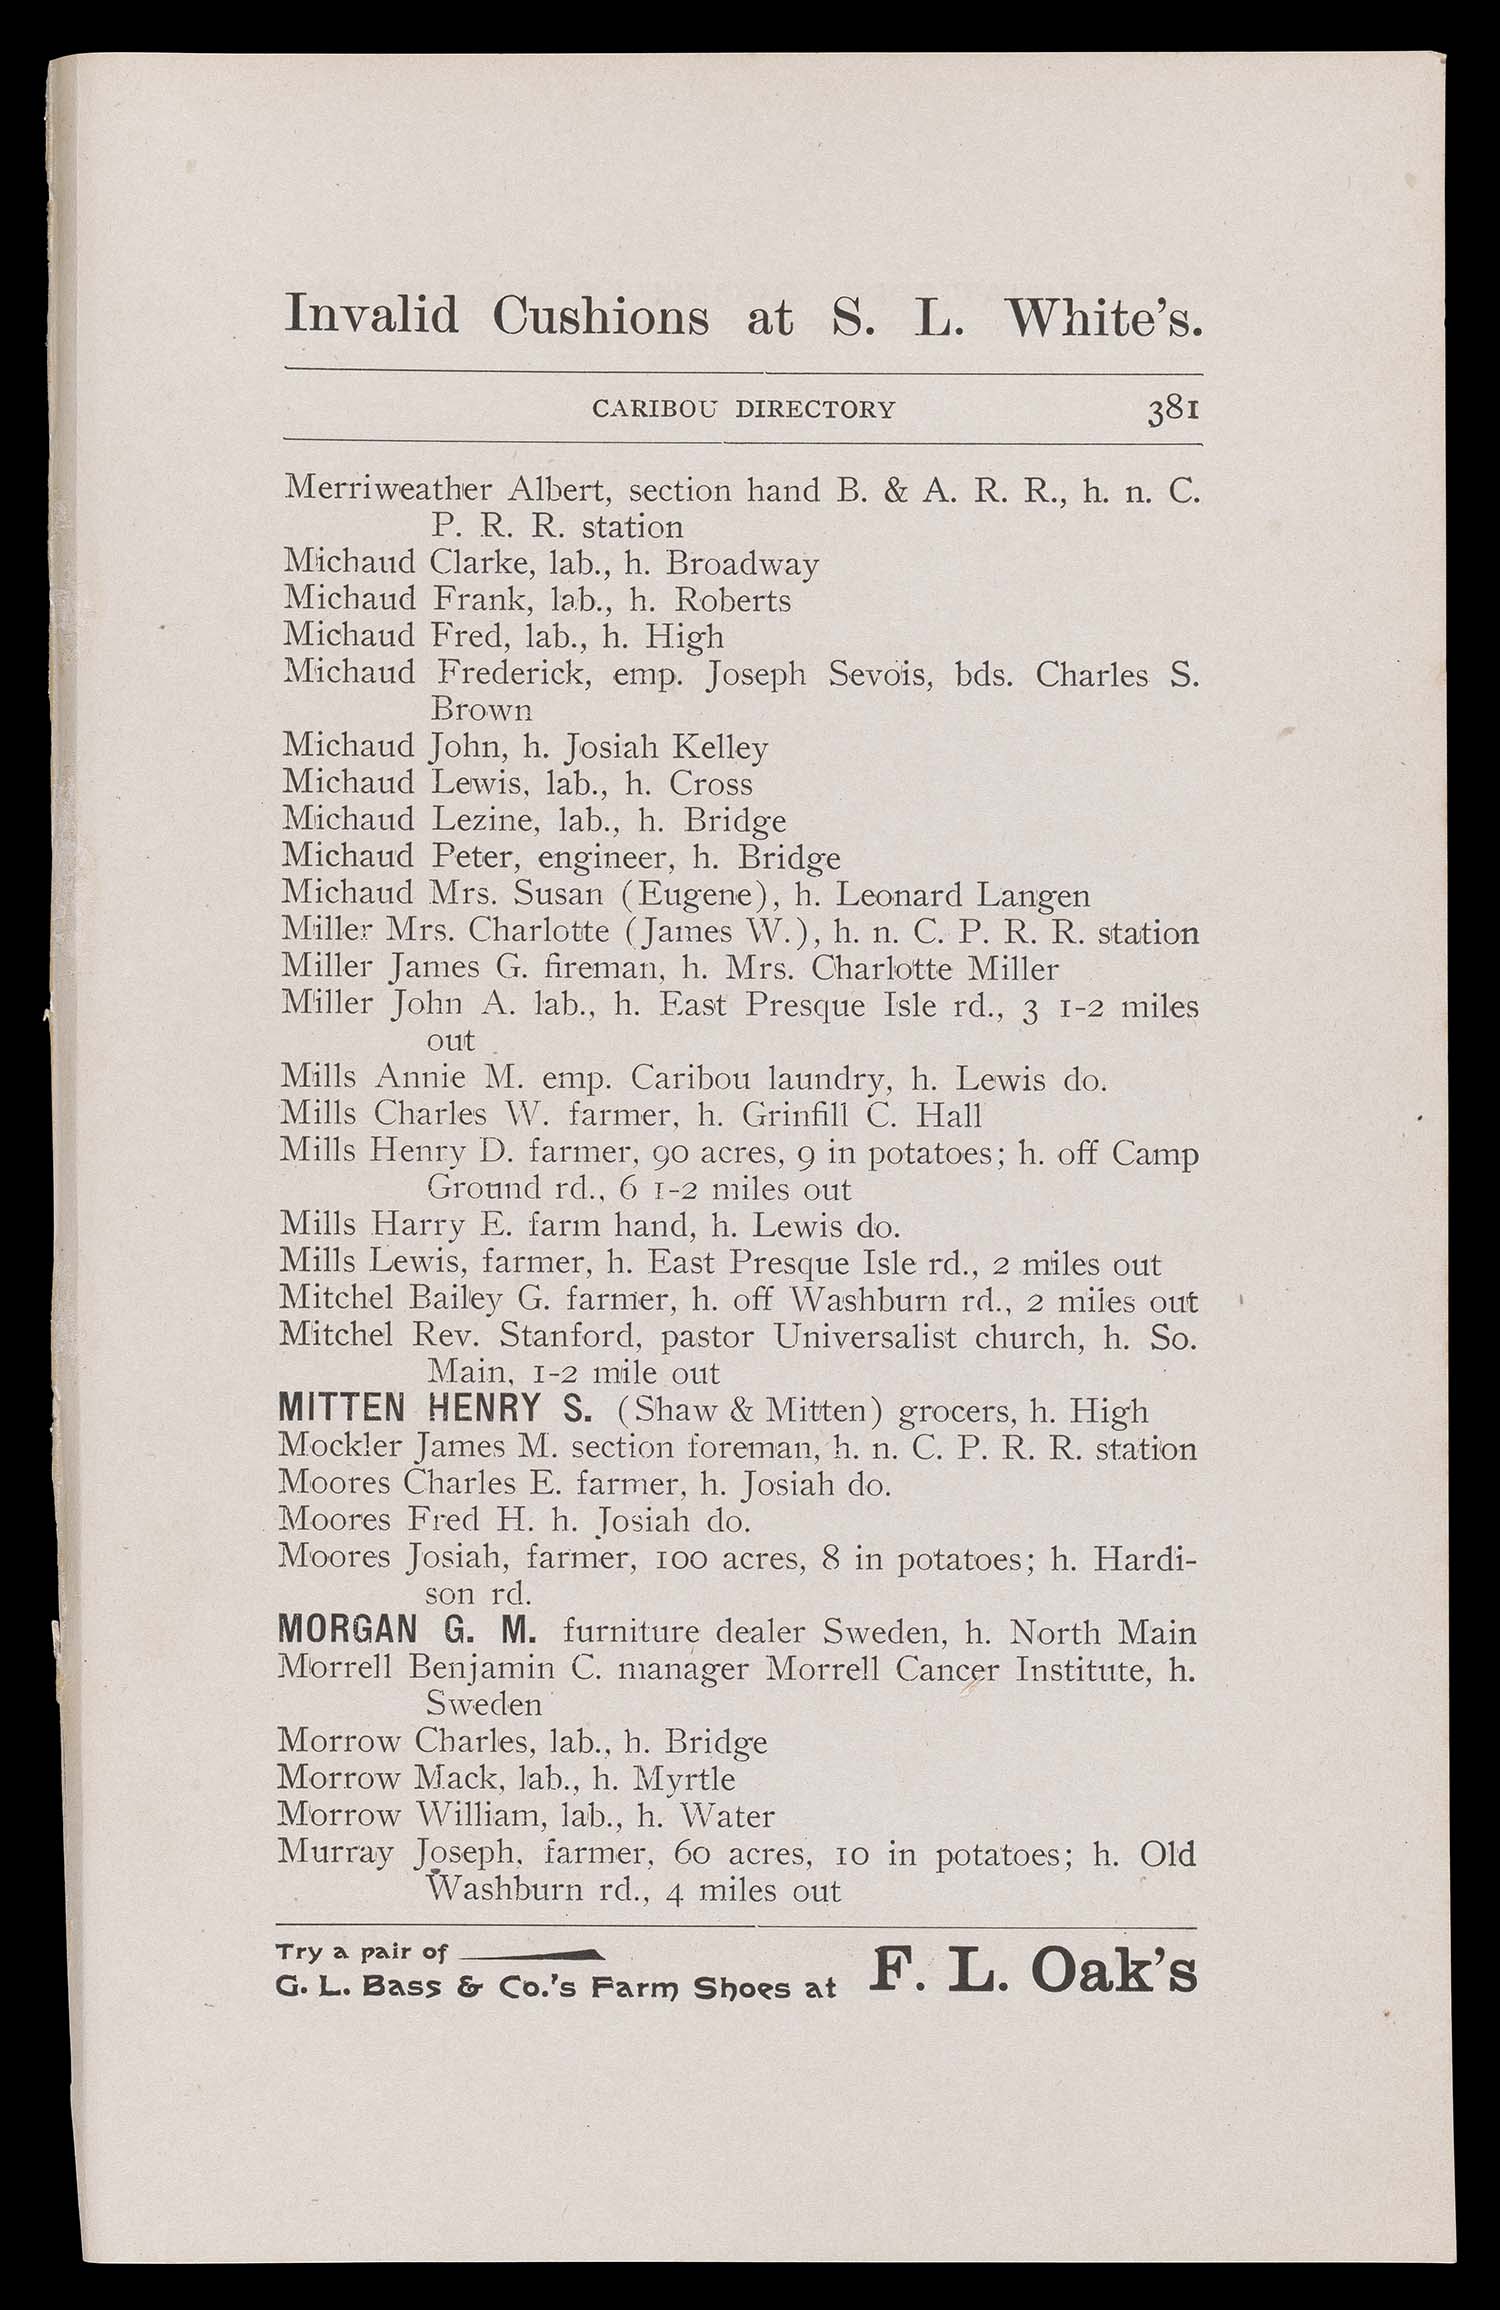 Invalid Cushions at S. L. White's.
CARIBOU DIRECTORY 381
Merriweather Albert, section hand B. & A. R. R., h. n. C.
P. R. R. station
Michaud Clarke, lab., h. Broadway
Michaud Frank, lab., h. Roberts
Michaud Fred, lab., h. High
Michaud Frederick, emp. Joseph Sevois, bds. Charles S.
Brown
Michaud John, h. Josiah Kelley
Michaud Lewis, lab., h. Cross
Michaud Lezine, lab., h. Bridge
Michaud Peter, engineer, h. Bridge
Michaud Mrs. Susan (Eugene), h. Leonard Langen
Miller Mrs. Charlotte (James W.), h. n. C. P. R. R. station
Miller James G. fireman, h. Mrs. Charlotte Miller
Miller John A. lab., h. East Presque Isle rd., 3 1-2 miles
out
Mills Annie M. emp. Caribou laundry, h. Lewis do.
Mills Charles W. farmer, h. Grinfill C. Hall
Mills Henry D. farmer, 90 acres, 9 in potatoes; h. off Camp
Ground rd., 6 1-2 miles out
Mills Harry E. farm hand, h. Lewis do.
Mills Lewis, farmer, h. East Presque Isle rd., 2 miles out
Mitchel Bailey G. farmer, h. off Washburn rd., 2 miles out
Mitchel Rev. Stanford, pastor Universalist church, h. So.
Main, 1-2 mile out
MITTEN HENRY S. (Shaw & Mitten) grocers, h. High
Mockler James M. section foreman, h. n. C. P. R. R. station
Moores Charles E. farmer, h. Josiah do.
Moores Fred H. h. Josiah do.
Moores Josiah, farmer, 100 acres, 8 in potatoes; h. Hardi-
son rd.
MORGAN G. M. furniture dealer Sweden, h. North Main
Morrell Benjamin C. manager Morrell Cancer Institute, h.
Sweden
Morrow Charles, lab., h. Bridge
Morrow Mack, lab., h. Myrtle
Morrow William, lab., h. Water
Murray Joseph, farmer, 60 acres, 10 in potatoes; h. Old
Washburn rd., 4 miles out
Try a pair of
G. L. Bass & Co.'s Farm Shoes at F. L. Oak's